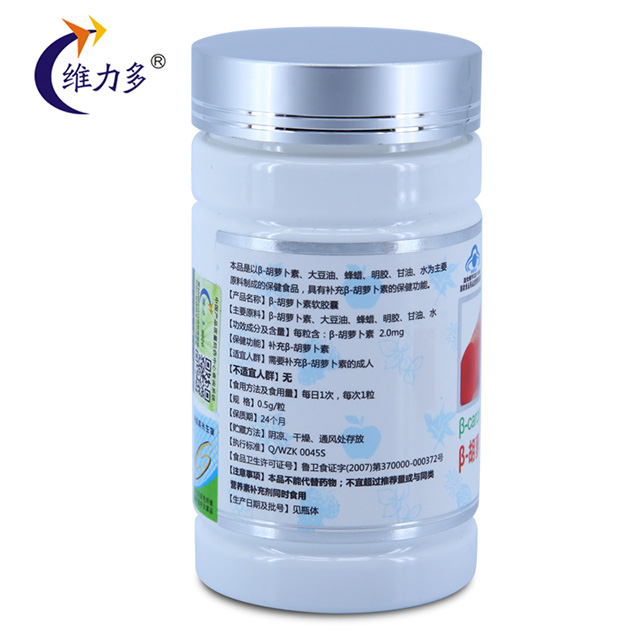 维力多®
本品是以β-胡萝卜素、大豆油、蜂蜡、明胶、甘油、水为主要
原料制成的保健食品，具有补充β-胡萝卜素的保健功能。
【产品名称】β-胡萝卜素软胶囊
【主要原料】β-胡萝卜素、大豆油、蜂蜡、明胶、甘油、水
【功效成分及含量】每粒含：β-胡萝卜素 2.0mg
【保健功能】补充β-胡萝卜素
【适宜人群】需要补充β-胡萝卜素的成人
【不适宜人群】无
【食用方法及食用量】每日1次，每次1粒
【规 格】0.5g/粒
【保质期】24个月
【贮藏方法】阴凉、干燥、通风处存放
【执行标准】Q/WZK 0045S
【食品卫生许可证号】鲁卫食证字(2007)第370000-000372号
【注意事项】本品不能代替药物；不宜超过推荐量或与同类
营养素补充剂同时食用
【生产日期及批号】见瓶体
β-caro
β-胡